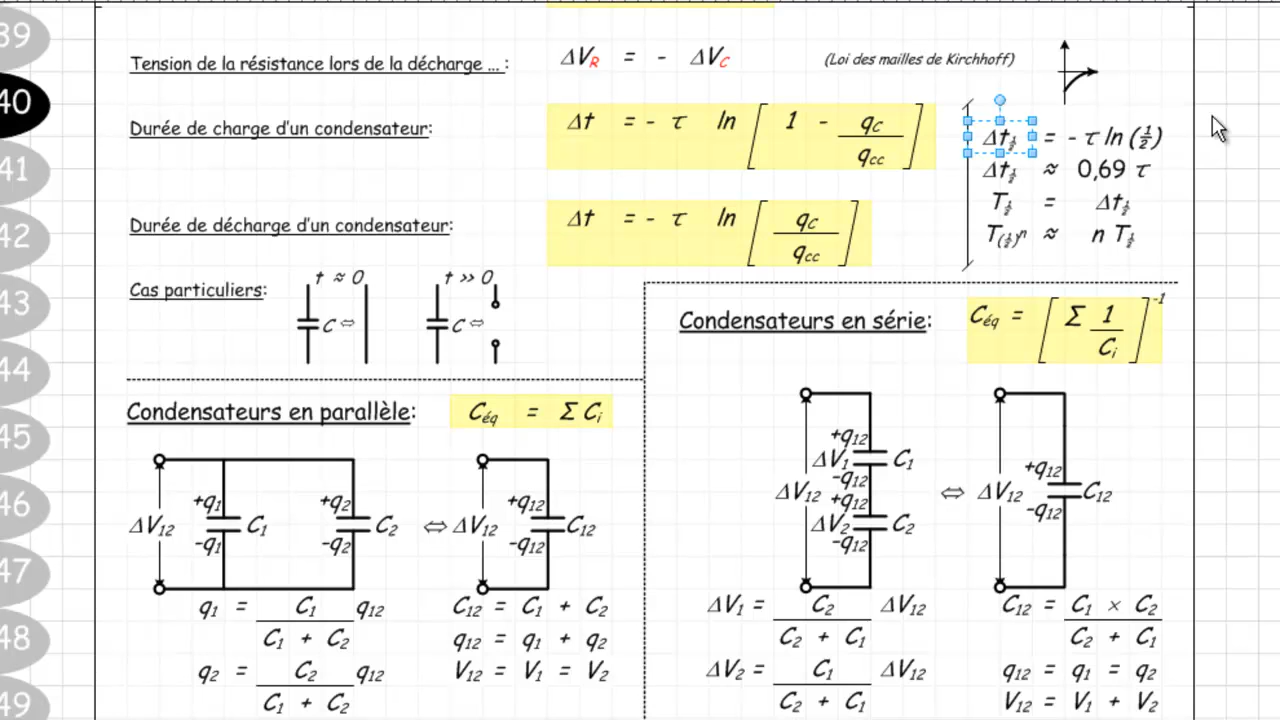 39
40
41
42
43
44
45
46
47
48
49
Tension de la résistance lors de la décharge ... :
ΔV_R = - ΔV_C
(Loi des mailles de Kirchhoff)
Durée de charge d'un condensateur:
Δt = - τ ln [ 1 - q_C / q_CC ]
Δt_½ = - τ ln (½)
Δt_½ ≈ 0,69 τ
T_½ = Δt_½
T_(½)ⁿ ≈ n T_½
Durée de décharge d'un condensateur:
Δt = - τ ln [ q_C / q_CC ]
Cas particuliers:
t ≈ 0
C ⇔
t >> 0
C ⇔
Condensateurs en parallèle:
C_éq = Σ C_i
ΔV₁₂ +q₁ -q₁ C₁ +q₂ -q₂ C₂ ⇔ ΔV₁₂ +q₁₂ -q₁₂ C₁₂
q₁ = C₁ / (C₁ + C₂) q₁₂
q₂ = C₂ / (C₁ + C₂) q₁₂
C₁₂ = C₁ + C₂
q₁₂ = q₁ + q₂
V₁₂ = V₁ = V₂
Condensateurs en série:
C_éq = [ Σ 1 / C_i ]⁻¹
ΔV₁₂ +q₁₂ ΔV₁ -q₁₂ C₁ +q₁₂ ΔV₂ -q₁₂ C₂ ⇔ ΔV₁₂ +q₁₂ -q₁₂ C₁₂
ΔV₁ = C₂ / (C₂ + C₁) ΔV₁₂
ΔV₂ = C₁ / (C₂ + C₁) ΔV₁₂
C₁₂ = C₁ × C₂ / (C₂ + C₁)
q₁₂ = q₁ = q₂
V₁₂ = V₁ + V₂